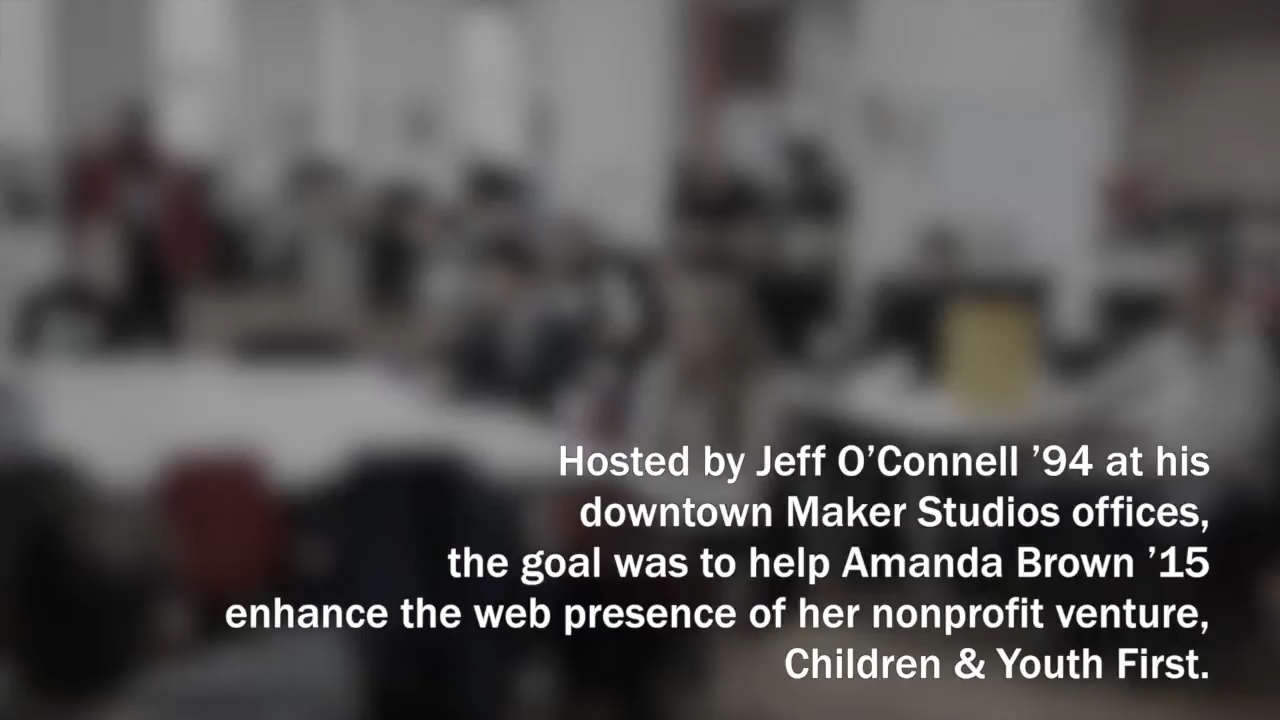 Hosted by Jeff O’Connell ’94 at his
downtown Maker Studios offices,
the goal was to help Amanda Brown ’15
enhance the web presence of her nonprofit venture,
Children & Youth First.